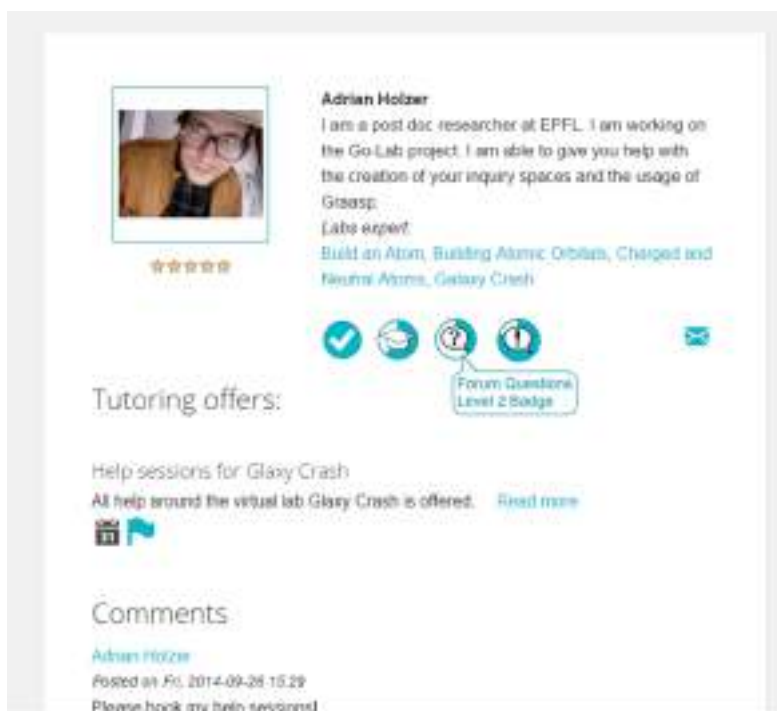 Adrian Holzer
I am a post doc researcher at EPFL. I am working on
the Go-Lab project. I am able to give you help with
the creation of your inquiry spaces and the usage of
Graasp.
Labs expert:
Build an Atom, Building Atomic Orbitals, Charged and
Neutral Atoms, Galaxy Crash
Forum Questions
Level 2 Badge
Tutoring offers:
Help sessions for Glaxy Crash
All help around the virtual lab Glaxy Crash is offered. Read more
31
Comments
Adrian Holzer
Posted on Fri, 2014-09-26 15:29
Please book my help sessions!